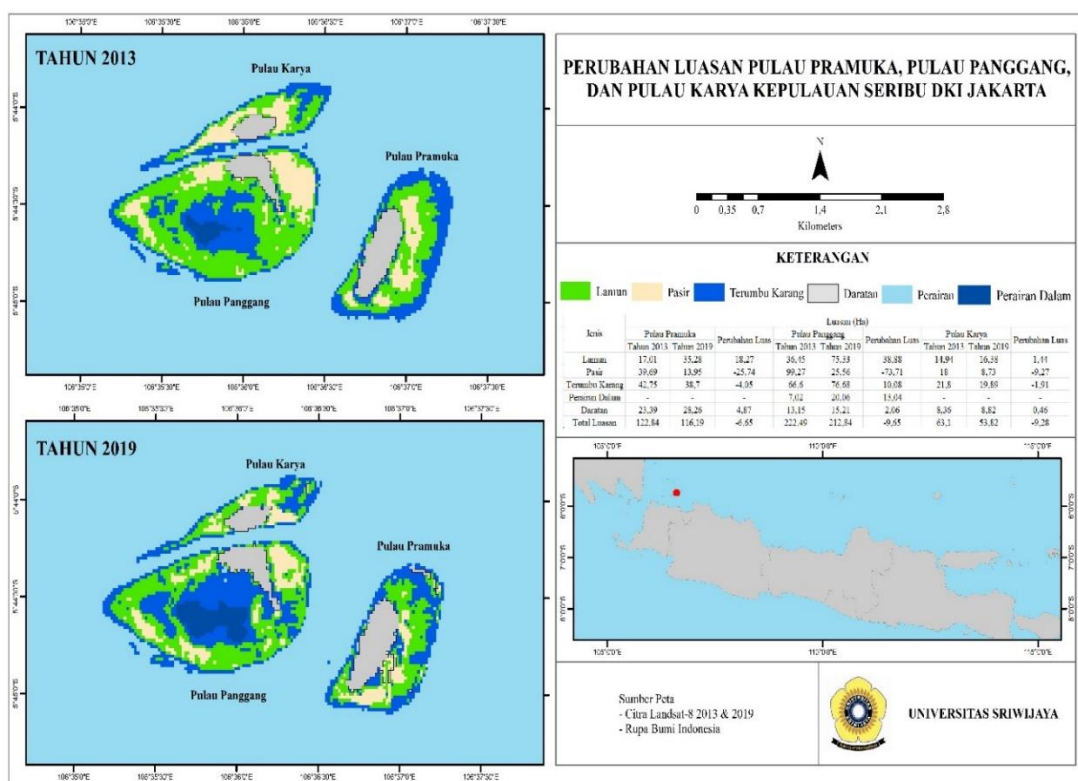 TAHUN 2013
Pulau Karya
Pulau Pramuka
Pulau Panggang
TAHUN 2019
Pulau Karya
Pulau Pramuka
Pulau Panggang
PERUBAHAN LUASAN PULAU PRAMUKA, PULAU PANGGANG,
DAN PULAU KARYA KEPULAUAN SERIBU DKI JAKARTA
N
0 0,35 0,7 1,4 2,1 2,8
Kilometers
KETERANGAN
Lamun Pasir Terumbu Karang Daratan Perairan Perairan Dalam
Luasan (Ha)
Jenis Pulau Pramuka Perubahan Luas Pulau Panggang Perubahan Luas Pulau Karya Perubahan Luas
Tahun 2013 Tahun 2019 Tahun 2013 Tahun 2019 Tahun 2013 Tahun 2019
Lamun 17,01 35,28 18,27 36,45 75,33 38,88 14,94 16,38 1,44
Pasir 39,69 13,95 -25,74 99,27 25,56 -73,71 18 8,73 -9,27
Terumbu Karang 42,75 38,7 -4,05 66,6 76,68 10,08 21,8 19,89 -1,91
Perairan Dalam - - - 7,02 20,06 13,04 - - -
Daratan 23,39 28,26 4,87 13,15 15,21 2,06 8,36 8,82 0,46
Total Luasan 122,84 116,19 -6,65 222,49 212,84 -9,65 63,1 53,82 -9,28
Sumber Peta
- Citra Landsat-8 2013 & 2019
- Rupa Bumi Indonesia
UNIVERSITAS SRIWIJAYA